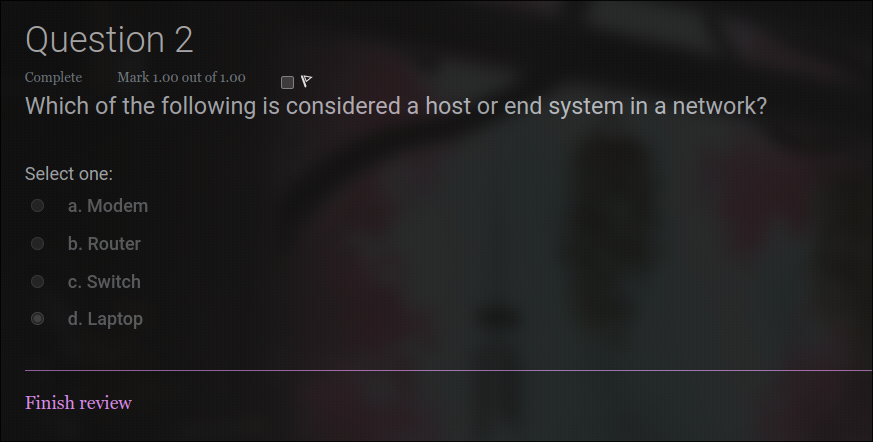 Question 2
Complete Mark 1.00 out of 1.00
Which of the following is considered a host or end system in a network?
Select one:
a. Modem
b. Router
c. Switch
d. Laptop
Finish review